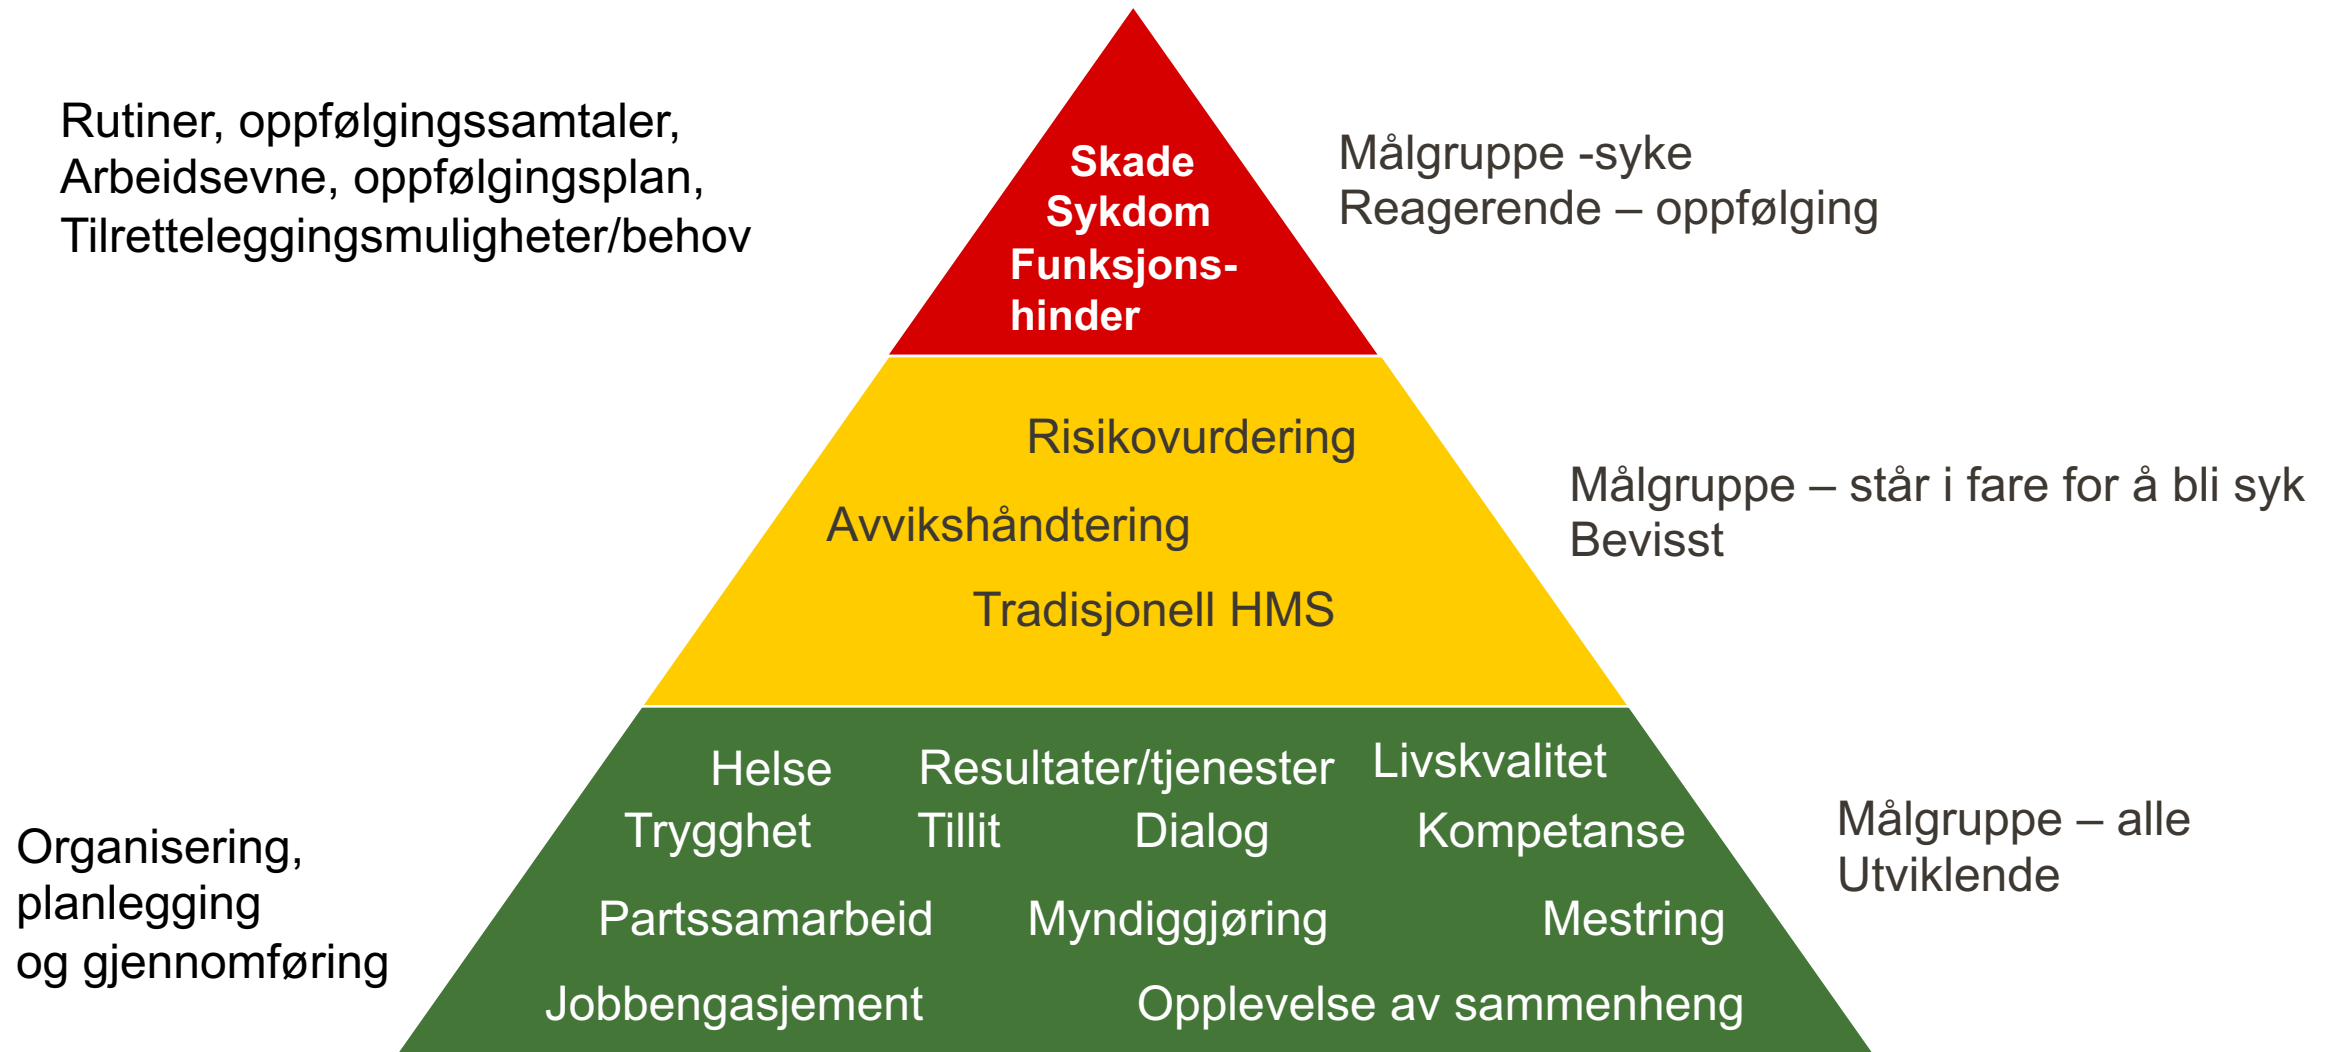 Rutiner, oppfølgingssamtaler,
Arbeidsevne, oppfølgingsplan,
Tilretteleggingsmuligheter/behov
Skade
Sykdom
Funksjons-
hinder
Målgruppe -syke
Reagerende – oppfølging
Risikovurdering
Avvikshåndtering
Tradisjonell HMS
Målgruppe – står i fare for å bli syk
Bevisst
Organisering,
planlegging
og gjennomføring
Helse Resultater/tjenester Livskvalitet
Trygghet Tillit Dialog Kompetanse
Partssamarbeid Myndiggjøring Mestring
Jobbengasjement Opplevelse av sammenheng
Målgruppe – alle
Utviklende